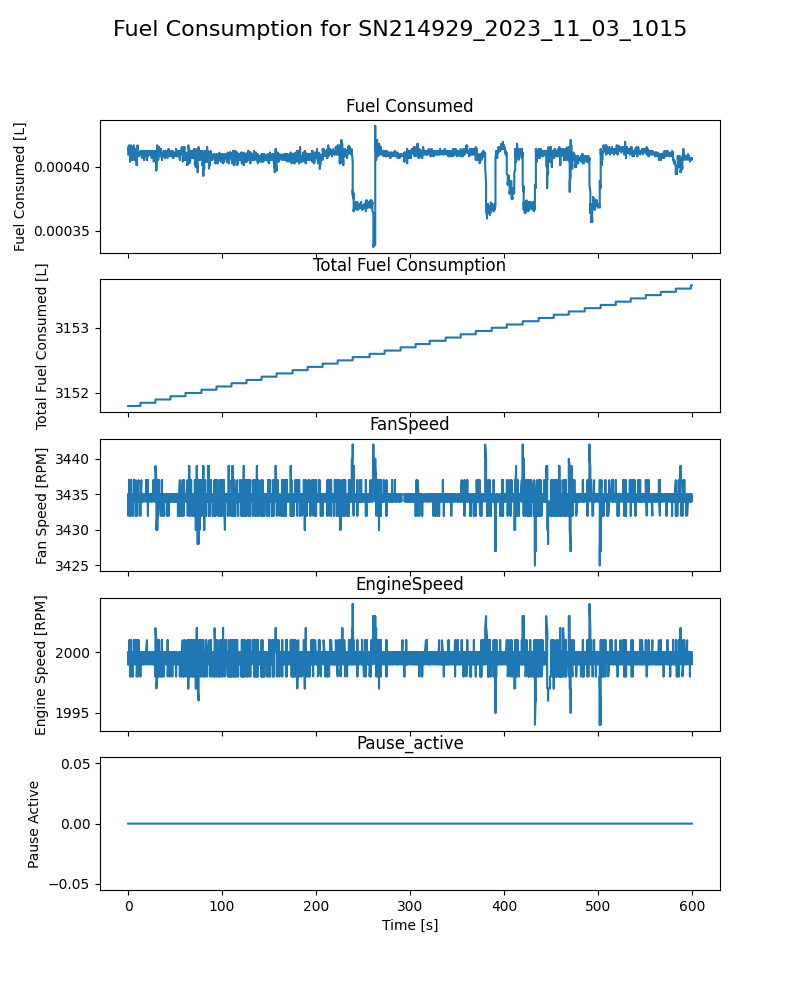 Fuel Consumption for SN214929_2023_11_03_1015
Fuel Consumed
Fuel Consumed [L]
0.00040
0.00035
Total Fuel Consumption
Total Fuel Consumed [L]
3153
3152
FanSpeed
Fan Speed [RPM]
3440
3435
3430
3425
EngineSpeed
Engine Speed [RPM]
2000
1995
Pause_active
Pause Active
0.05
0.00
−0.05
0 100 200 300 400 500 600
Time [s]